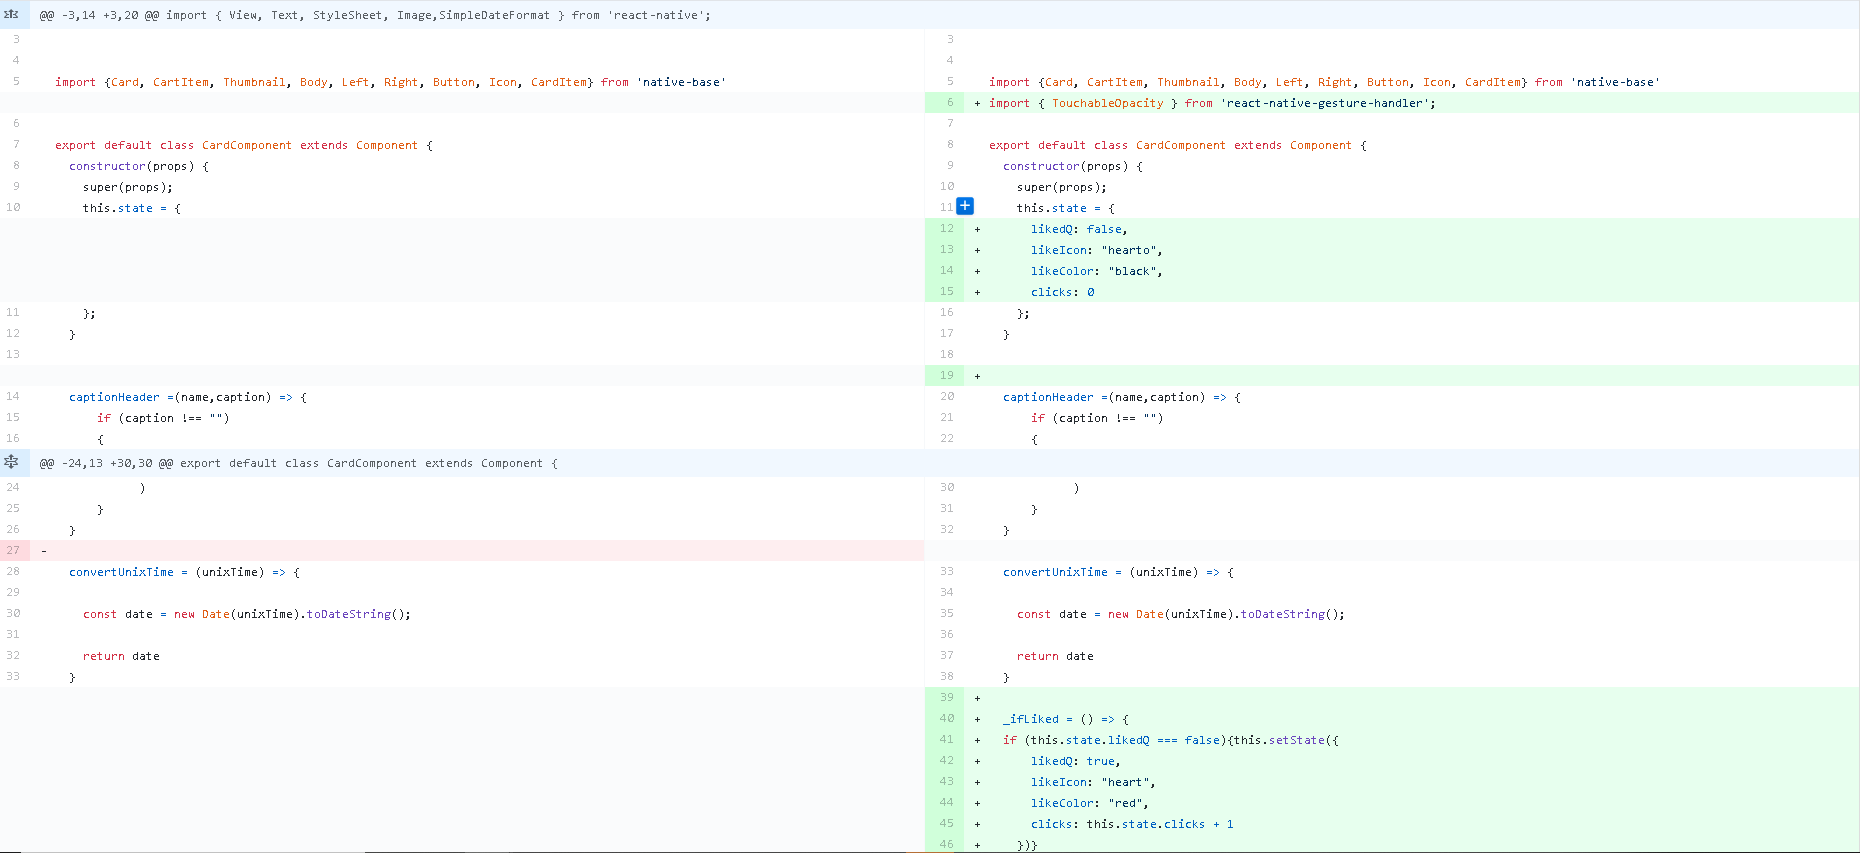 @@ -3,14 +3,20 @@ import { View, Text, StyleSheet, Image,SimpleDateFormat } from 'react-native';
3 3
4 4
5 import {Card, CartItem, Thumbnail, Body, Left, Right, Button, Icon, CardItem} from 'native-base' 5 import {Card, CartItem, Thumbnail, Body, Left, Right, Button, Icon, CardItem} from 'native-base'
6 + import { TouchableOpacity } from 'react-native-gesture-handler';
6 7
7 export default class CardComponent extends Component { 8 export default class CardComponent extends Component {
8 constructor(props) { 9 constructor(props) {
9 super(props); 10 super(props);
10 this.state = { 11 + this.state = {
12 + likedQ: false,
13 + likeIcon: "hearto",
14 + likeColor: "black",
15 + clicks: 0
11 }; 16 };
12 } 17 }
13 18
19 +
14 captionHeader =(name,caption) => { 20 captionHeader =(name,caption) => {
15 if (caption !== "") 21 if (caption !== "")
16 { 22 {
@@ -24,13 +30,30 @@ export default class CardComponent extends Component {
24 ) 30 )
25 } 31 }
26 } 32 }
27 -
28 convertUnixTime = (unixTime) => { 33 convertUnixTime = (unixTime) => {
29 34
30 const date = new Date(unixTime).toDateString(); 35 const date = new Date(unixTime).toDateString();
31 36
32 return date 37 return date
33 } 38 }
39 +
40 + _ifLiked = () => {
41 + if (this.state.likedQ === false){this.setState({
42 + likedQ: true,
43 + likeIcon: "heart",
44 + likeColor: "red",
45 + clicks: this.state.clicks + 1
46 + })}